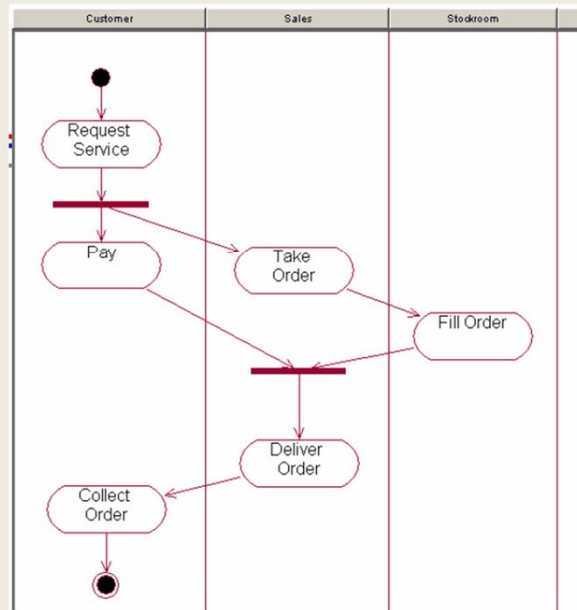 Customer
Sales
Stockroom
Request
Service
Pay
Take
Order
Fill Order
Deliver
Order
Collect
Order